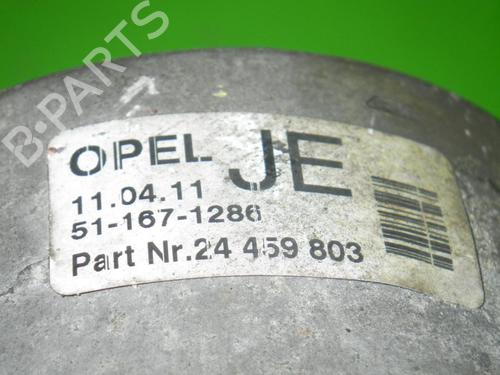 B-PARTS
OPEL JE
11.04.11
51-167-1286
Part Nr.24 459 803